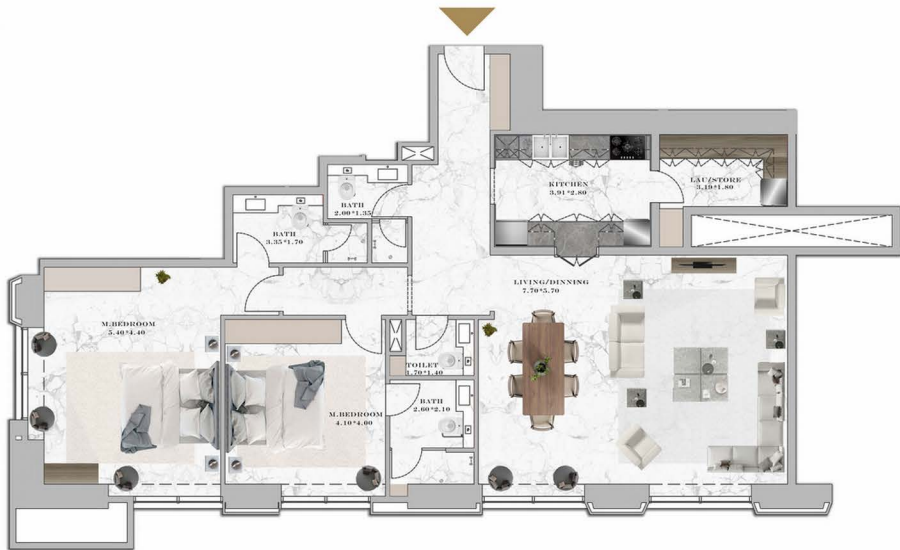 KITCHEN
3.91*2.80
LAU/STORE
3.19*1.80
BATH
2.00*1.35
BATH
3.35*1.70
LIVING/DINNING
7.70*5.70
M.BEDROOM
5.40*4.40
TOILET
1.70*1.40
BATH
2.60*2.10
M.BEDROOM
4.10*4.00